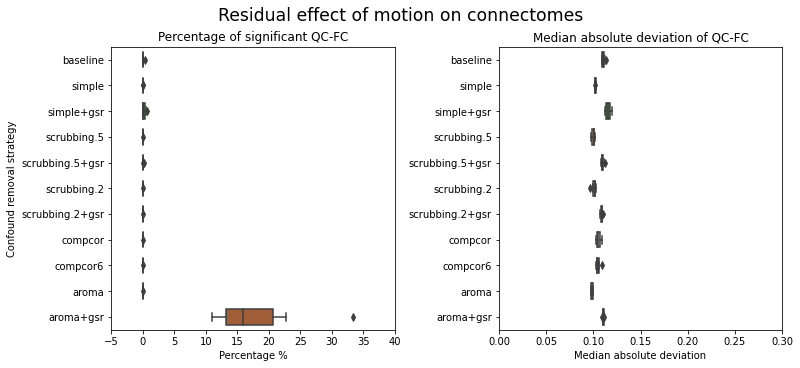 Residual effect of motion on connectomes
Percentage of significant QC-FC
Confound removal strategy
baseline
simple
simple+gsr
scrubbing.5
scrubbing.5+gsr
scrubbing.2
scrubbing.2+gsr
compcor
compcor6
aroma
aroma+gsr
-5 0 5 10 15 20 25 30 35 40
Percentage %
Median absolute deviation of QC-FC
baseline
simple
simple+gsr
scrubbing.5
scrubbing.5+gsr
scrubbing.2
scrubbing.2+gsr
compcor
compcor6
aroma
aroma+gsr
0.00 0.05 0.10 0.15 0.20 0.25 0.30
Median absolute deviation